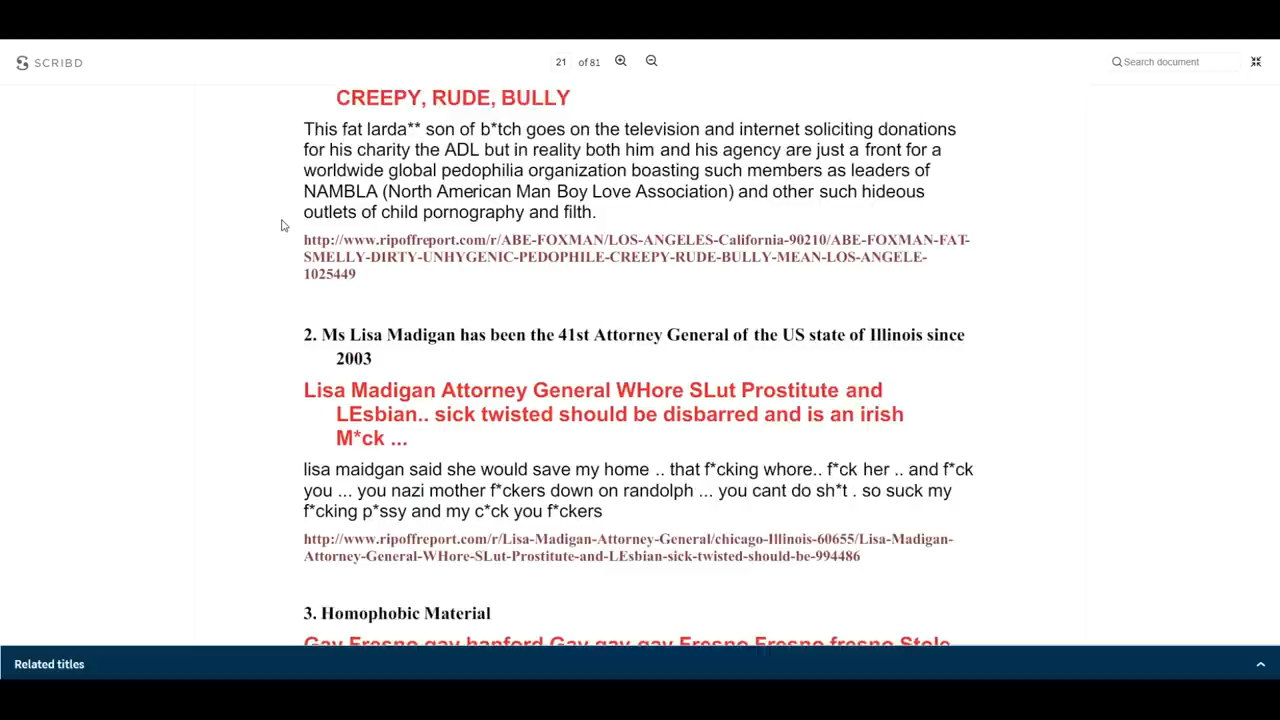 SCRIBD
21 of 81
Search document
CREEPY, RUDE, BULLY
This fat larda** son of b*tch goes on the television and internet soliciting donations
for his charity the ADL but in reality both him and his agency are just a front for a
worldwide global pedophilia organization boasting such members as leaders of
NAMBLA (North American Man Boy Love Association) and other such hideous
outlets of child pornography and filth.
http://www.ripoffreport.com/r/ABE-FOXMAN/LOS-ANGELES-California-90210/ABE-FOXMAN-FAT-
SMELLY-DIRTY-UNHYGENIC-PEDOPHILE-CREEPY-RUDE-BULLY-MEAN-LOS-ANGELE-
1025449
2. Ms Lisa Madigan has been the 41st Attorney General of the US state of Illinois since
2003
Lisa Madigan Attorney General WHore SLut Prostitute and
LEsbian.. sick twisted should be disbarred and is an irish
M*ck ...
lisa maidgan said she would save my home .. that f*cking whore.. f*ck her .. and f*ck
you ... you nazi mother f*ckers down on randolph ... you cant do sh*t . so suck my
f*cking p*ssy and my c*ck you f*ckers
http://www.ripoffreport.com/r/Lisa-Madigan-Attorney-General/chicago-Illinois-60655/Lisa-Madigan-
Attorney-General-WHore-SLut-Prostitute-and-LEsbian-sick-twisted-should-be-994486
3. Homophobic Material
Gay Fresno gay hanford Gay gay gay Fresno Fresno fresno Stole
Related titles